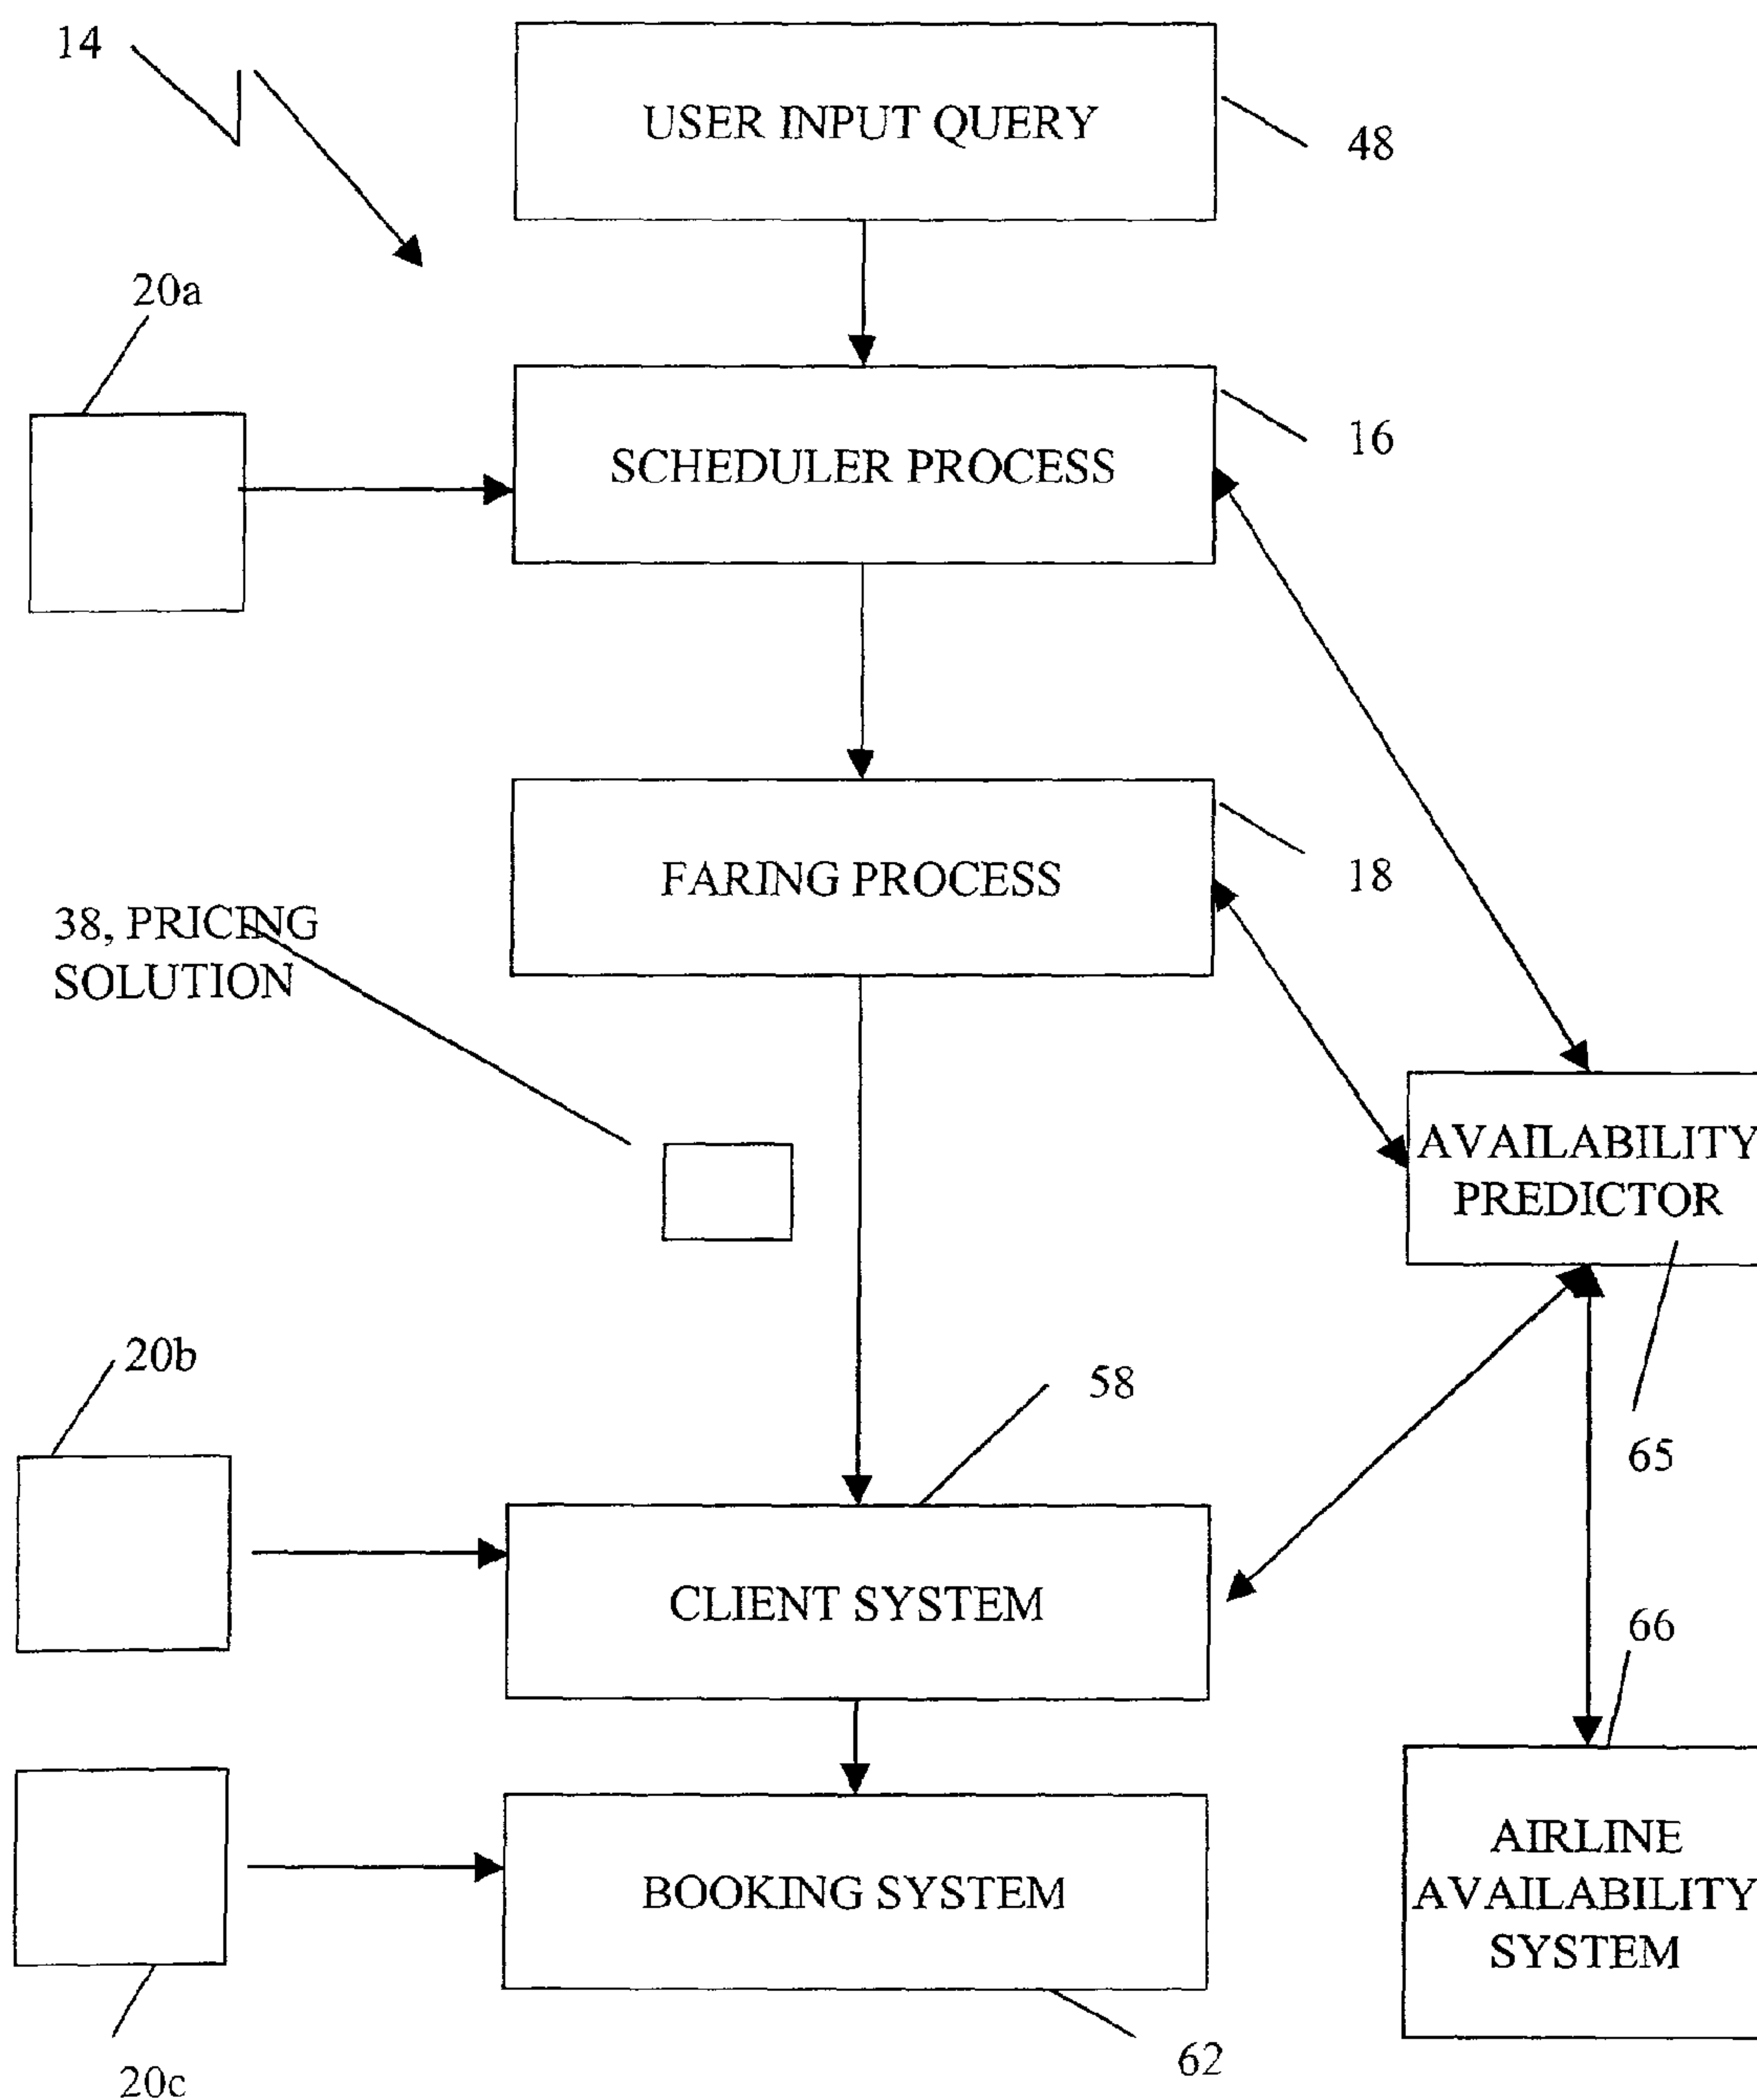 14
USER INPUT QUERY
48
20a
SCHEDULER PROCESS
16
FARING PROCESS
18
38, PRICING
SOLUTION
AVAILABILITY
PREDICTOR
20b
58
65
CLIENT SYSTEM
66
BOOKING SYSTEM
AIRLINE
AVAILABILITY
SYSTEM
62
20c